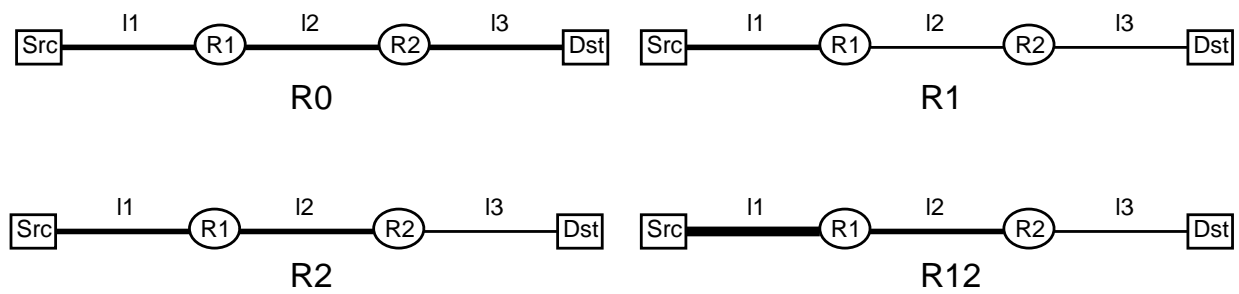 l1 l2 l3
Src R1 R2 Dst
R0
l1 l2 l3
Src R1 R2 Dst
R1
l1 l2 l3
Src R1 R2 Dst
R2
l1 l2 l3
Src R1 R2 Dst
R12